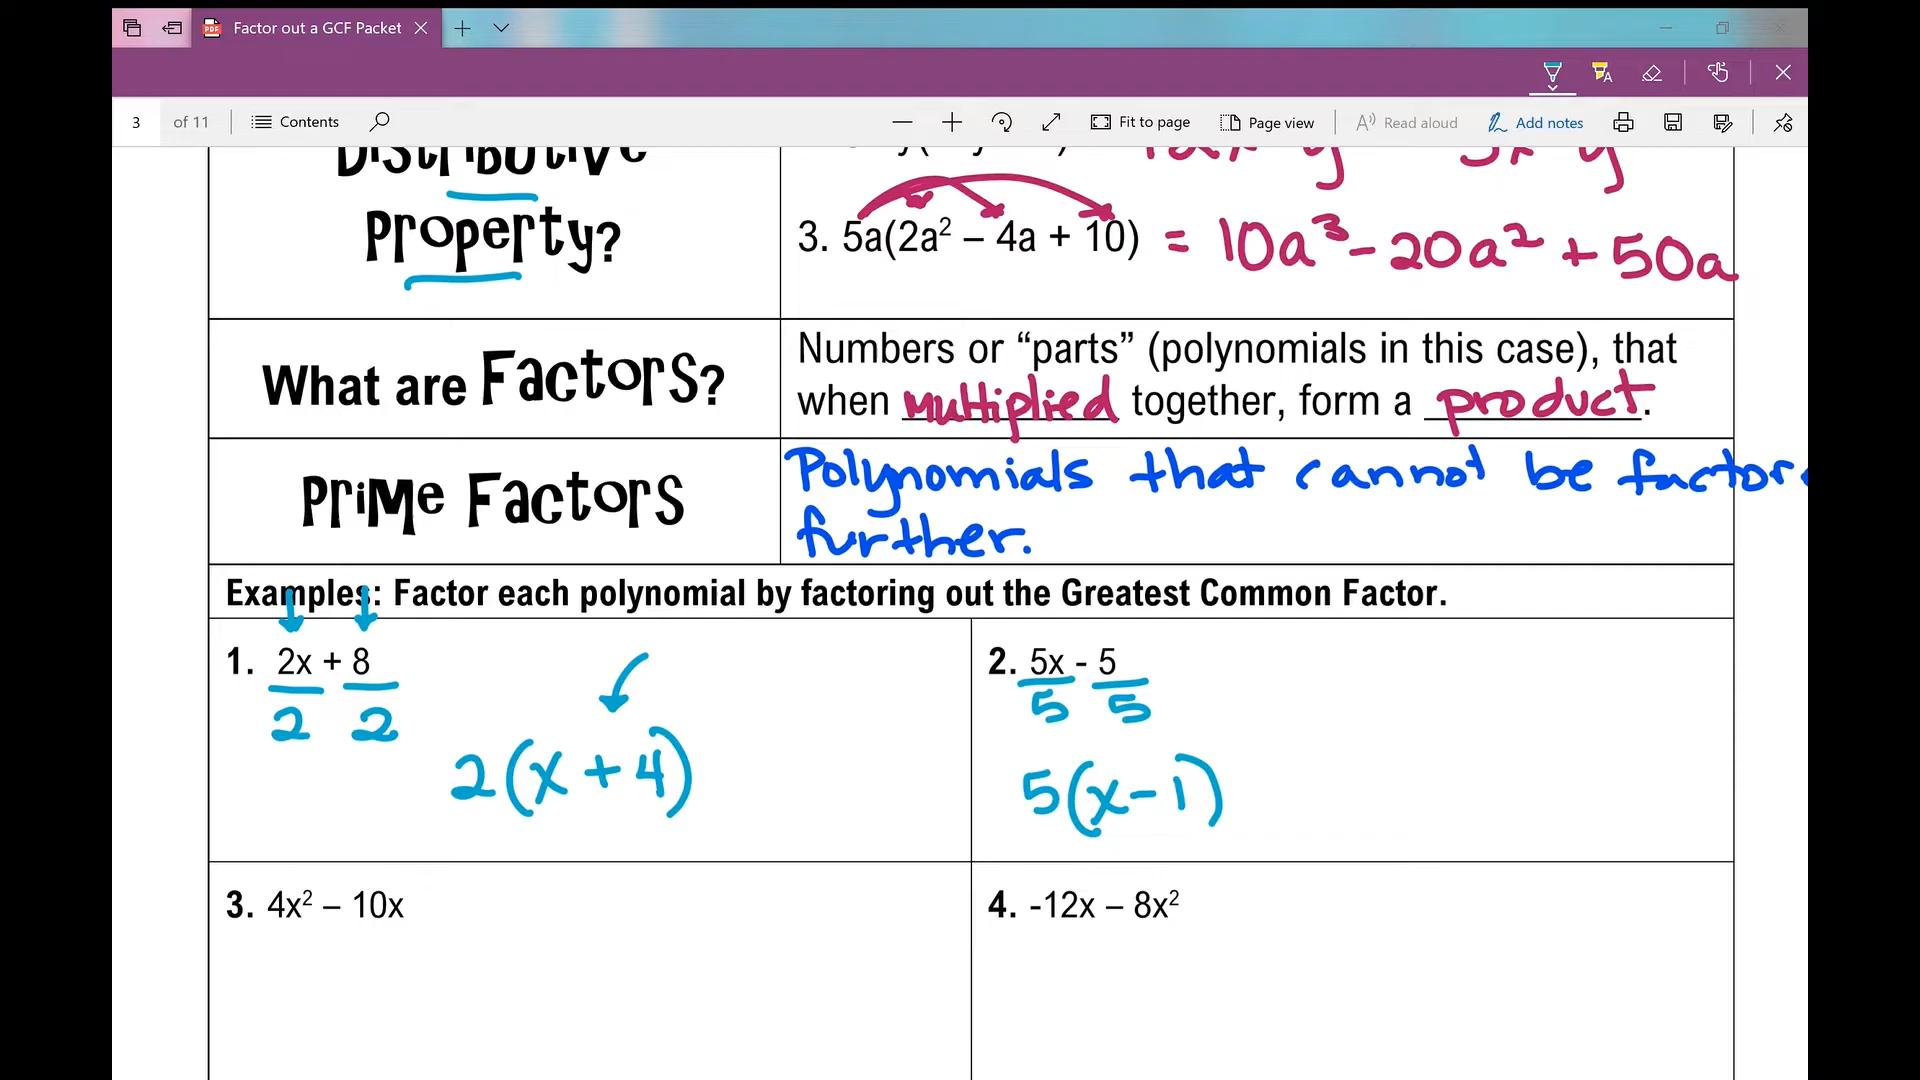 Factor out a GCF Packet
3 of 11 Contents Fit to page Page view Read aloud Add notes
Distributive
Property?
3. 5a(2a² – 4a + 10) = 10a³ - 20a² + 50a
What are Factors?
Numbers or “parts” (polynomials in this case), that
when multiplied together, form a product.
Prime Factors
Polynomials that cannot be factor
further.
Examples: Factor each polynomial by factoring out the Greatest Common Factor.
1. 2x + 8
2 2
2(x + 4)
2. 5x - 5
5 5
5(x - 1)
3. 4x² – 10x
4. -12x – 8x²